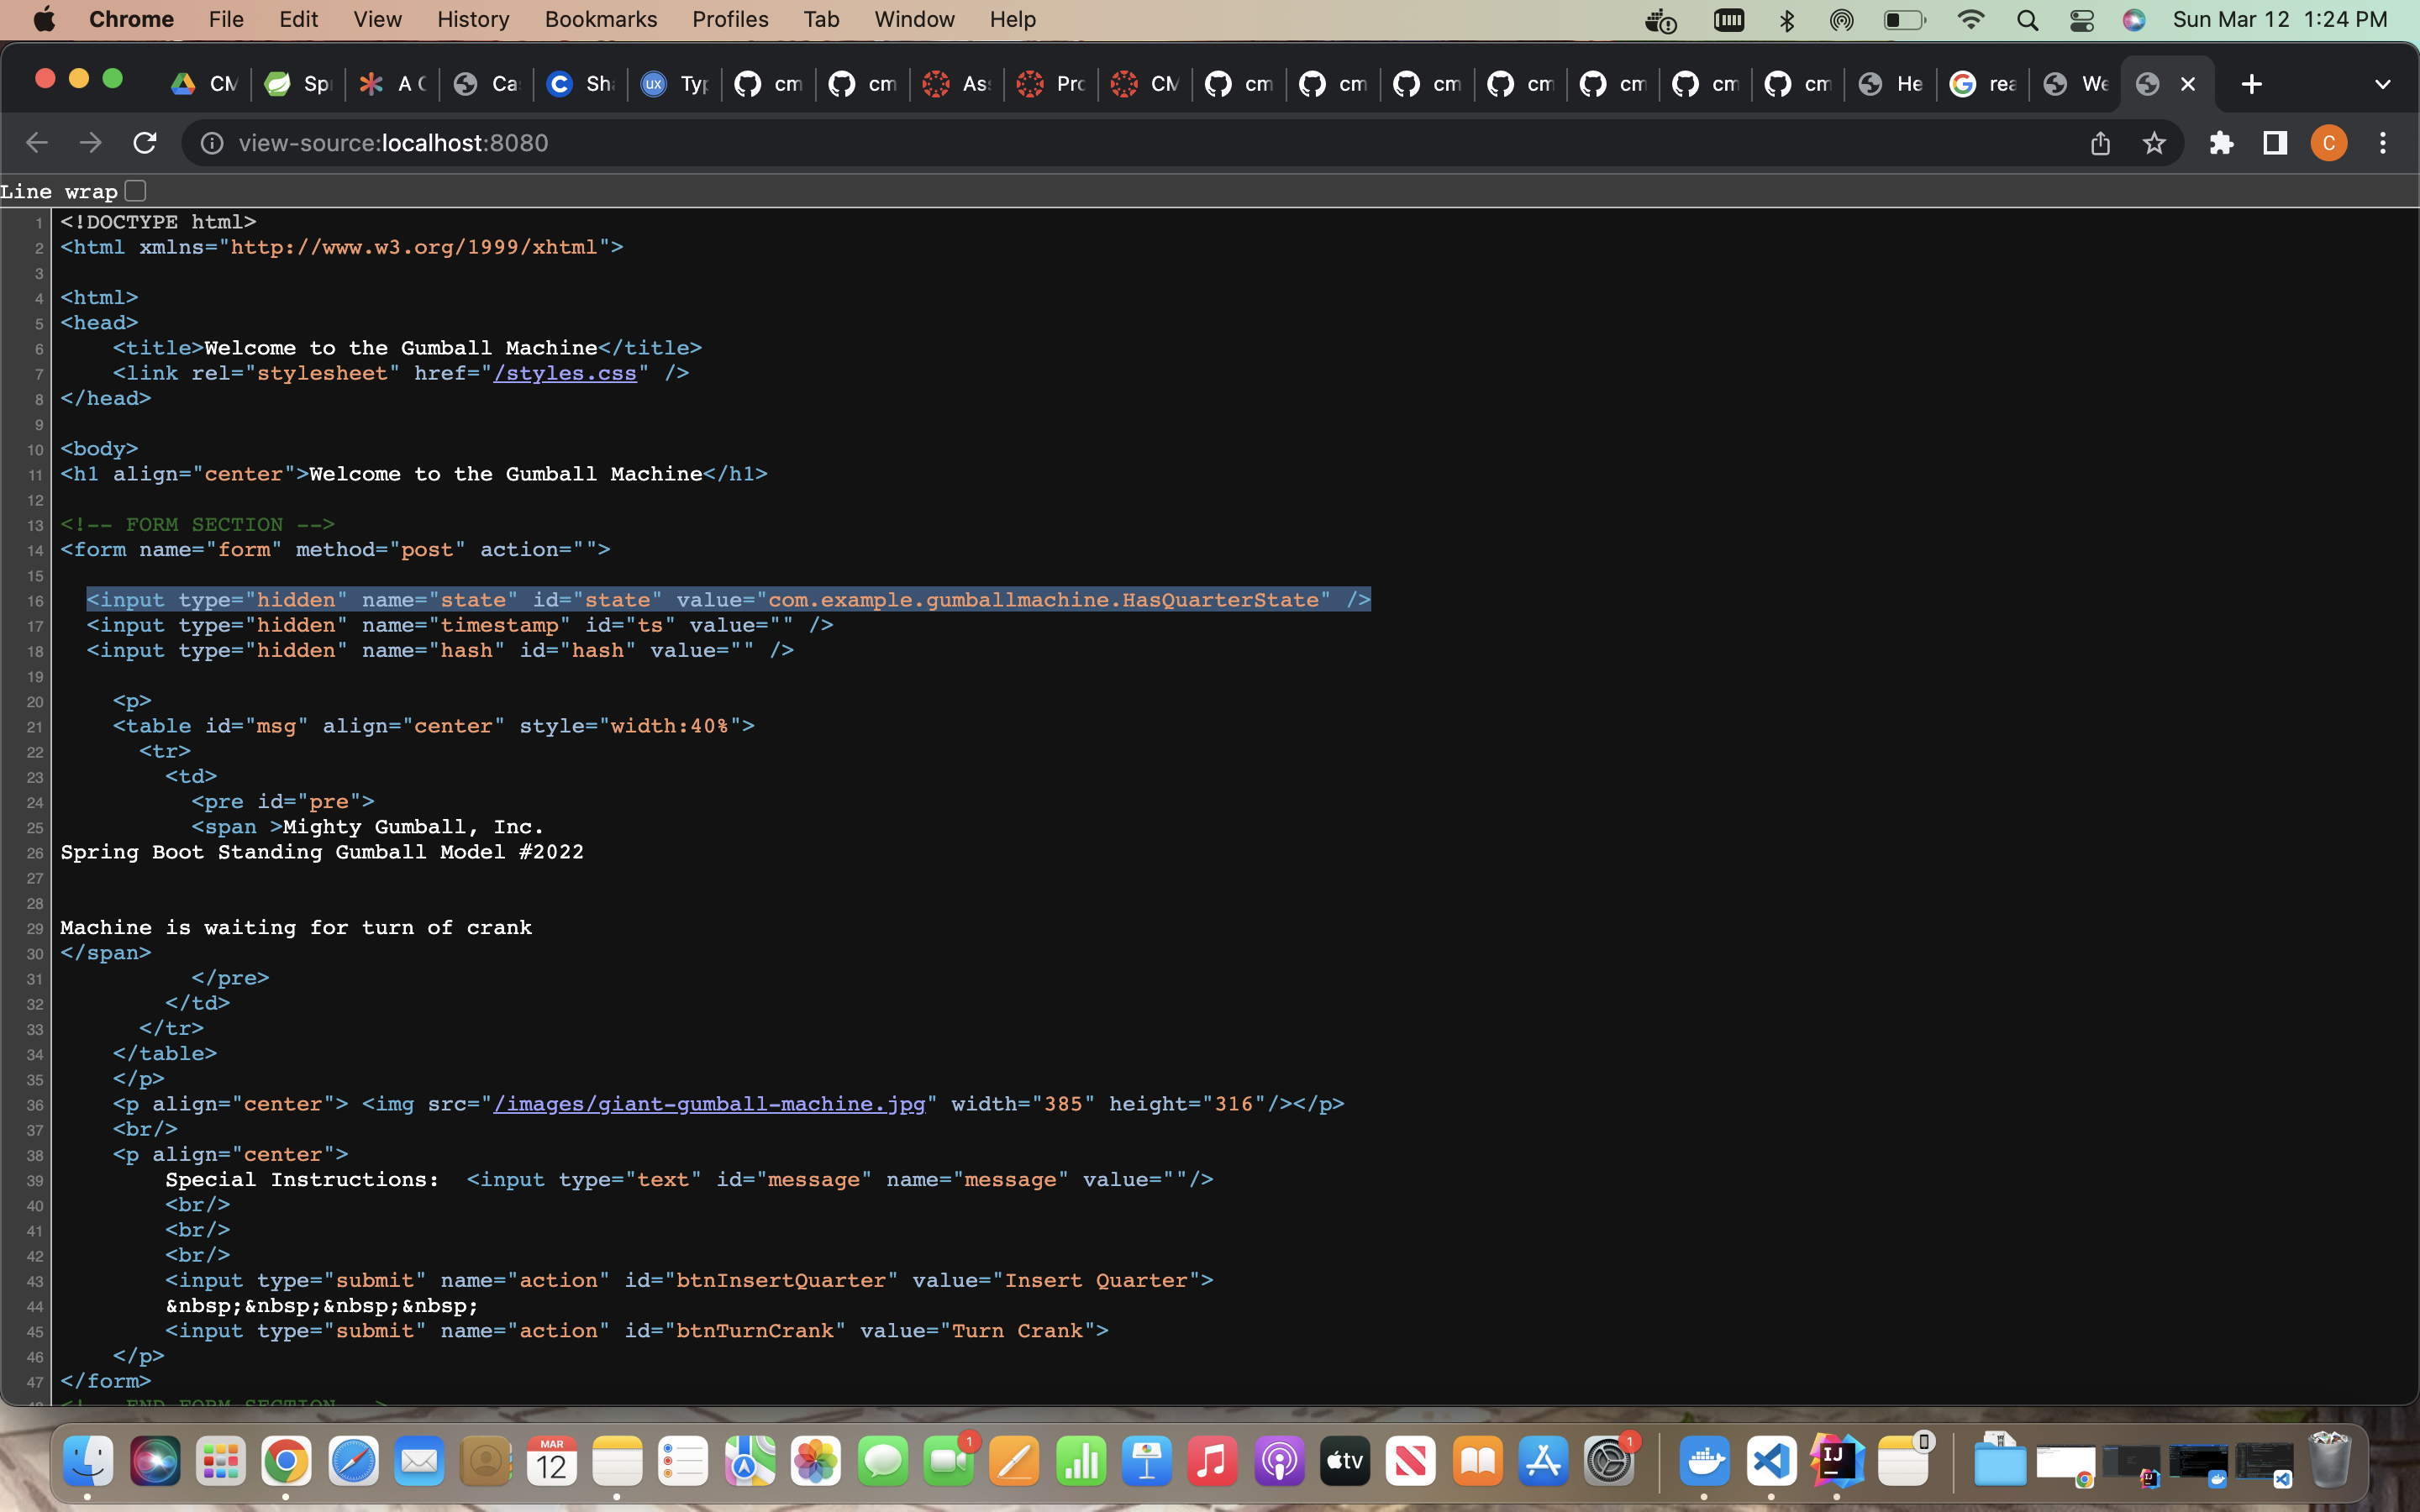 Chrome File Edit View History Bookmarks Profiles Tab Window Help Sun Mar 12 1:24 PM
CM Spr A C Ca Sh Typ cm cm As Pro CM cm cm cm cm cm cm cm He rea We
view-source:localhost:8080 C
Line wrap
1 <!DOCTYPE html>
2 <html xmlns="http://www.w3.org/1999/xhtml">
3
4 <html>
5 <head>
6 <title>Welcome to the Gumball Machine</title>
7 <link rel="stylesheet" href="/styles.css" />
8 </head>
9
10 <body>
11 <h1 align="center">Welcome to the Gumball Machine</h1>
12
13 <!-- FORM SECTION -->
14 <form name="form" method="post" action="">
15
16 <input type="hidden" name="state" id="state" value="com.example.gumballmachine.HasQuarterState" />
17 <input type="hidden" name="timestamp" id="ts" value="" />
18 <input type="hidden" name="hash" id="hash" value="" />
19
20 <p>
21 <table id="msg" align="center" style="width:40%">
22 <tr>
23 <td>
24 <pre id="pre">
25 <span >Mighty Gumball, Inc.
26 Spring Boot Standing Gumball Model #2022
27
28
29 Machine is waiting for turn of crank
30 </span>
31 </pre>
32 </td>
33 </tr>
34 </table>
35 </p>
36 <p align="center"> <img src="/images/giant-gumball-machine.jpg" width="385" height="316"/></p>
37 <br/>
38 <p align="center">
39 Special Instructions: <input type="text" id="message" name="message" value=""/>
40 <br/>
41 <br/>
42 <br/>
43 <input type="submit" name="action" id="btnInsertQuarter" value="Insert Quarter">
44 &nbsp;&nbsp;&nbsp;&nbsp;
45 <input type="submit" name="action" id="btnTurnCrank" value="Turn Crank">
46 </p>
47 </form>
48 <!-- END FORM SECTION -->
MAR
12
1
tv
1
IJ